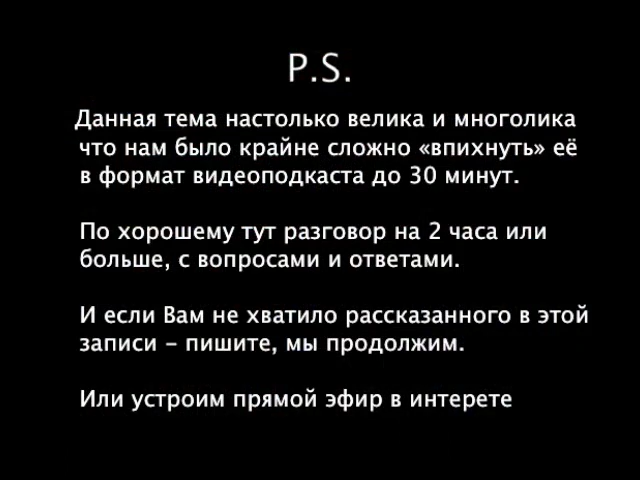 P.S.
Данная тема настолько велика и многолика
что нам было крайне сложно «впихнуть» её
в формат видеоподкаста до 30 минут.
По хорошему тут разговор на 2 часа или
больше, с вопросами и ответами.
И если Вам не хватило рассказанного в этой
записи – пишите, мы продолжим.
Или устроим прямой эфир в интерете